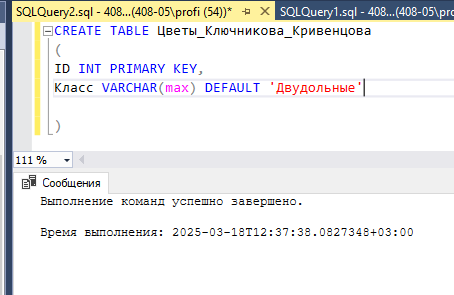 SQLQuery2.sql - 408...(408-05\profi (54))* SQLQuery1.sql - 408...(408-05\pro
CREATE TABLE Цветы_Ключникова_Кривенцова
(
ID INT PRIMARY KEY,
Класс VARCHAR(max) DEFAULT 'Двудольные'
)
111 %
Сообщения
Выполнение команд успешно завершено.
Время выполнения: 2025-03-18T12:37:38.0827348+03:00